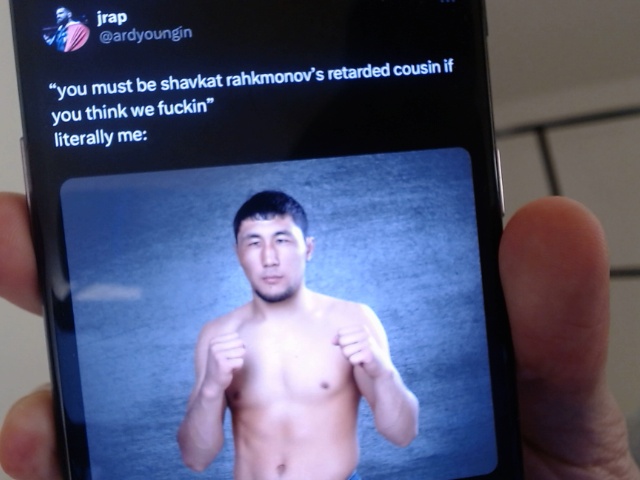 jrap
@ardyoungin
“you must be shavkat rahkmonov’s retarded cousin if
you think we fuckin”
literally me: